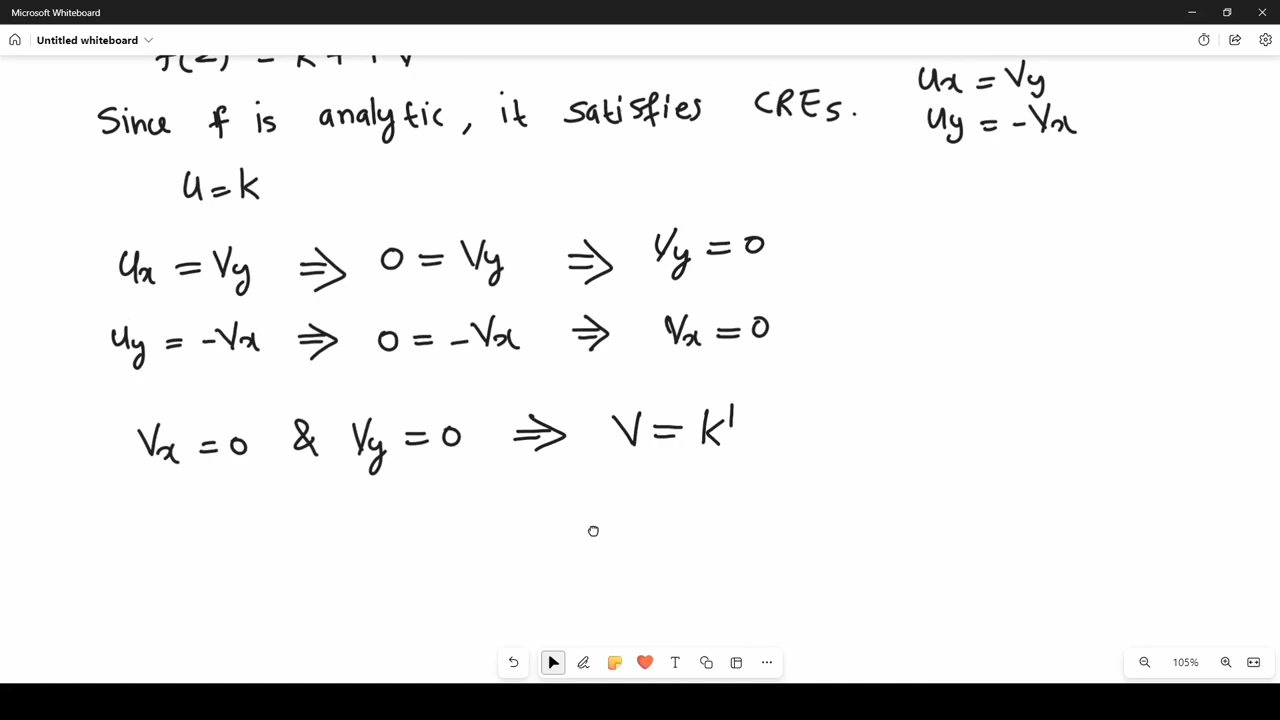 Microsoft Whiteboard
Untitled whiteboard
f(z) = k + i V
Since f is analytic, it satisfies CREs.
Ux = Vy
Uy = -Vx
U = k
Ux = Vy ⇒ 0 = Vy ⇒ Vy = 0
Uy = -Vx ⇒ 0 = -Vx ⇒ Vx = 0
Vx = 0 & Vy = 0 ⇒ V = k'
105%